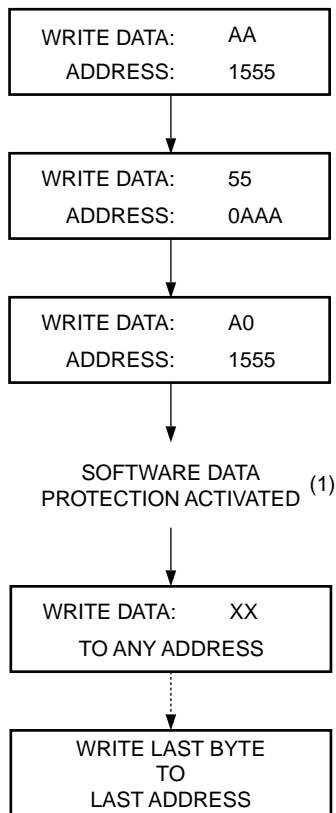 WRITE DATA: AA
ADDRESS: 1555
WRITE DATA: 55
ADDRESS: 0AAA
WRITE DATA: A0
ADDRESS: 1555
SOFTWARE DATA
PROTECTION ACTIVATED (1)
WRITE DATA: XX
TO ANY ADDRESS
WRITE LAST BYTE
TO
LAST ADDRESS